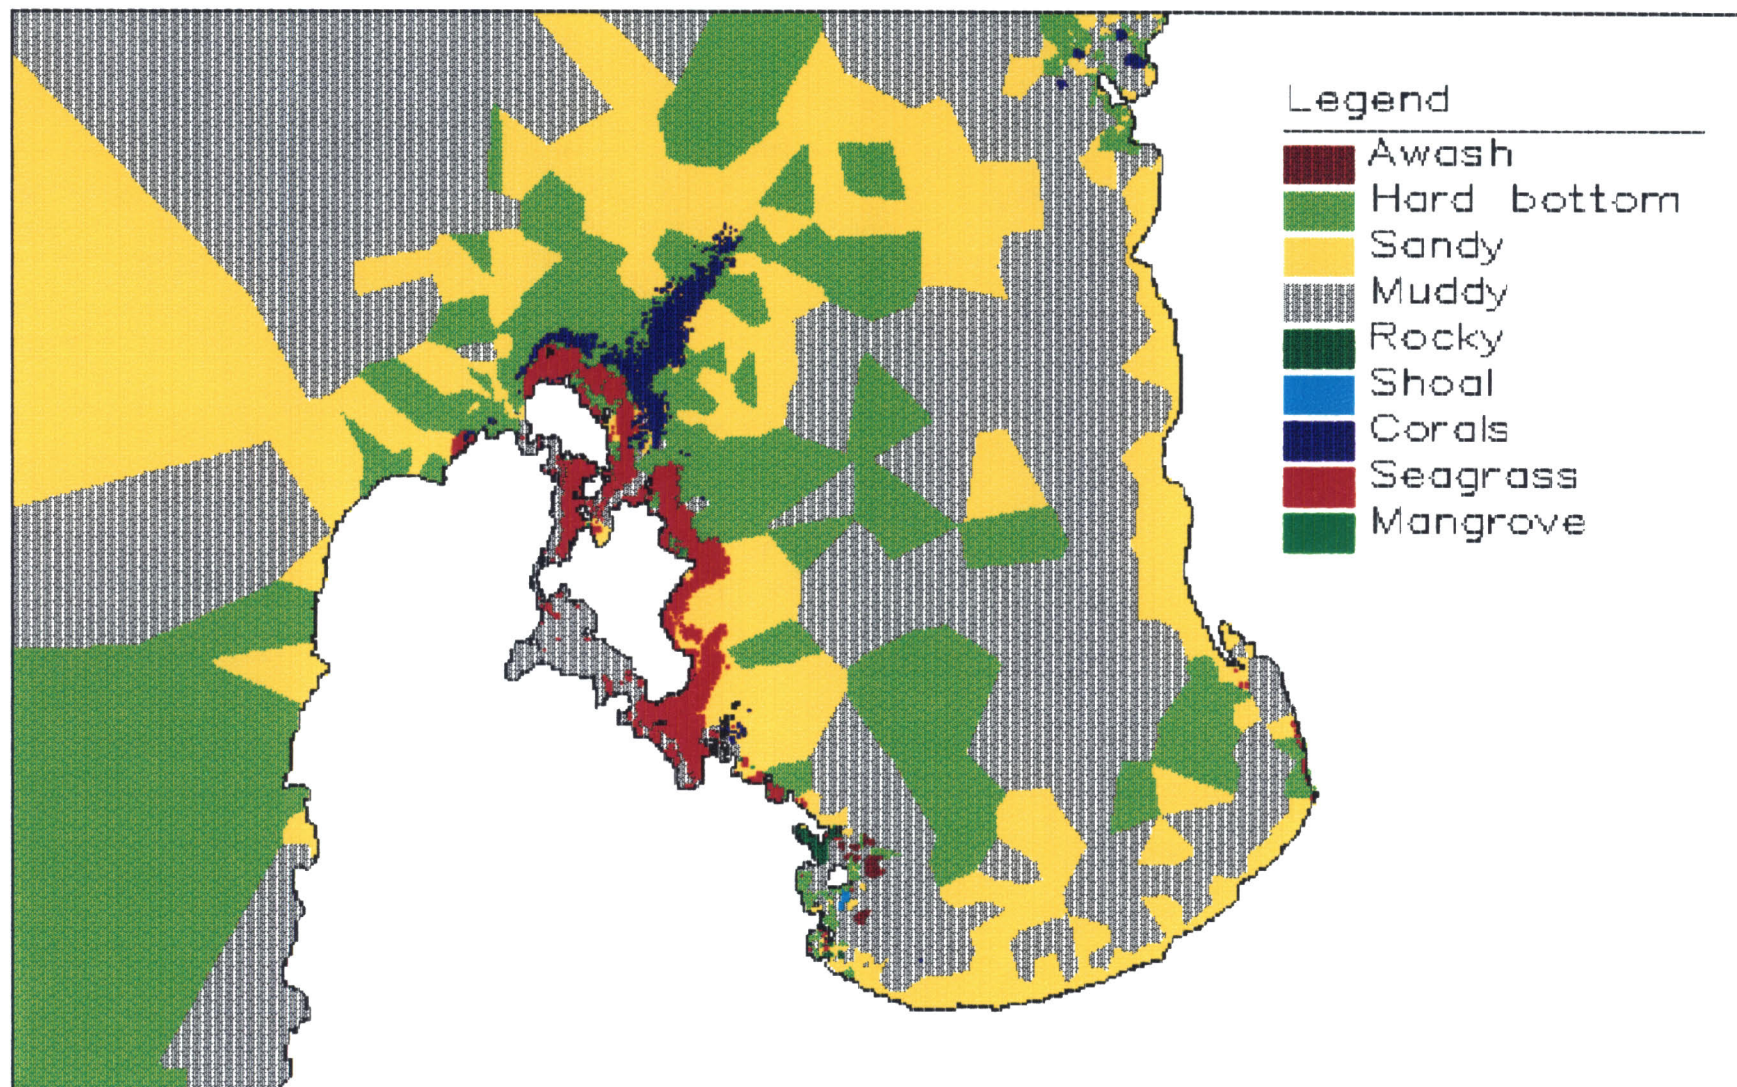 Legend
Awash
Hard bottom
Sandy
Muddy
Rocky
Shoal
Corals
Seagrass
Mangrove